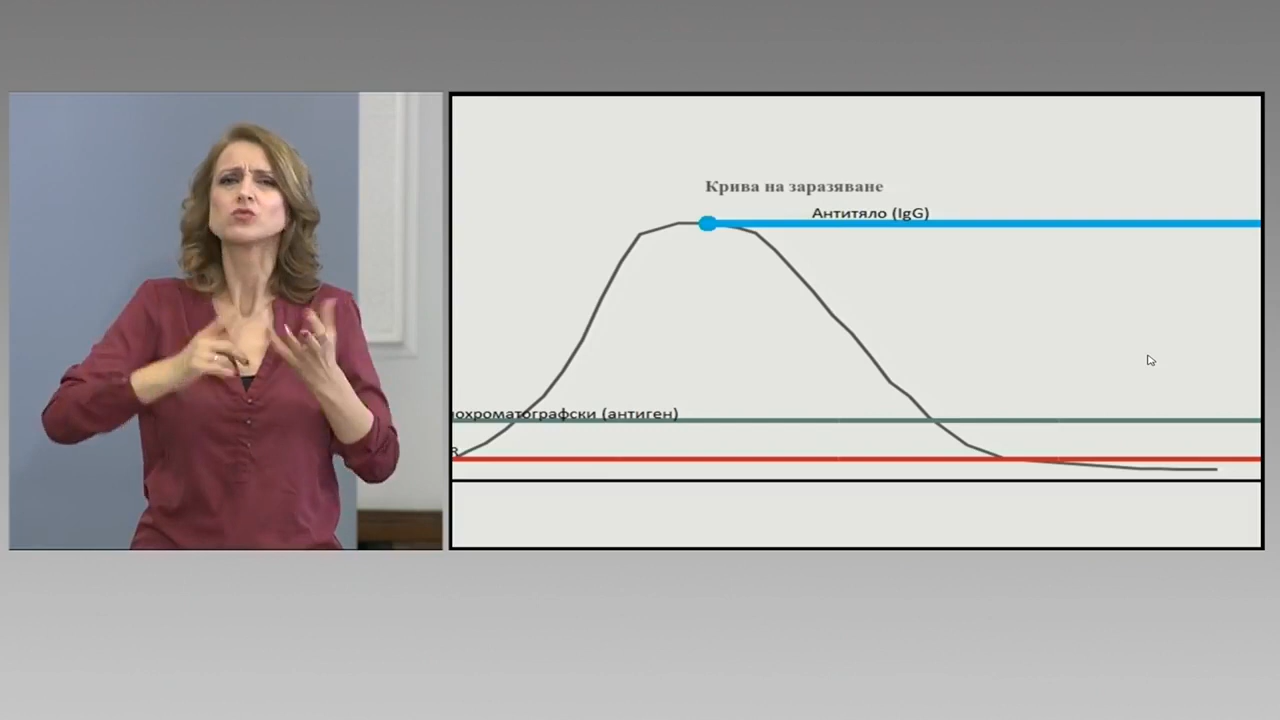 Крива на заразяване
Антитяло (IgG)
охроматографски (антиген)
R